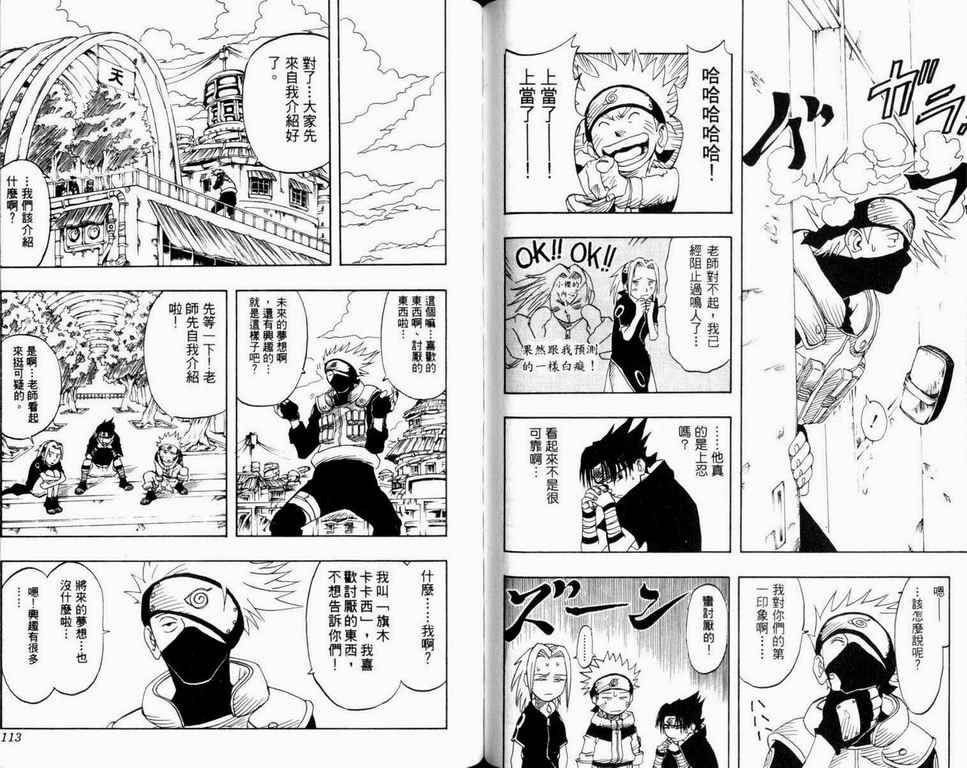 ガラ
ハッ
！
哈哈哈哈哈！
上當了——！
上當了——！
老師對不起，我已
經阻止過鳴人了…
OK!! OK!!
小櫻的
果然跟我預測
的一樣白癡！
……他真
的是上忍
嗎？
看起來不是很
可靠啊…
嗯——
…該怎麼說呢？
我對你們的第
一印象啊…
蠻討厭的！
ズーン
……
對了…大家先
來自我介紹好
了。
天
…我們該介紹
什麼啊？
這個嘛…喜歡的
東西啊、討厭的
東西啦…
未來的夢想啊
，還有興趣的…
就是這樣子吧？
先等一下！老
師先自我介紹
啦！
是啊…老師看起
來挺可疑的。
什麼…我啊？
我叫「旗木
卡卡西」，我喜
歡討厭的東西，
不想告訴你們！
將來的夢想…也
沒什麼啦…
嗯！興趣有很多
……
113